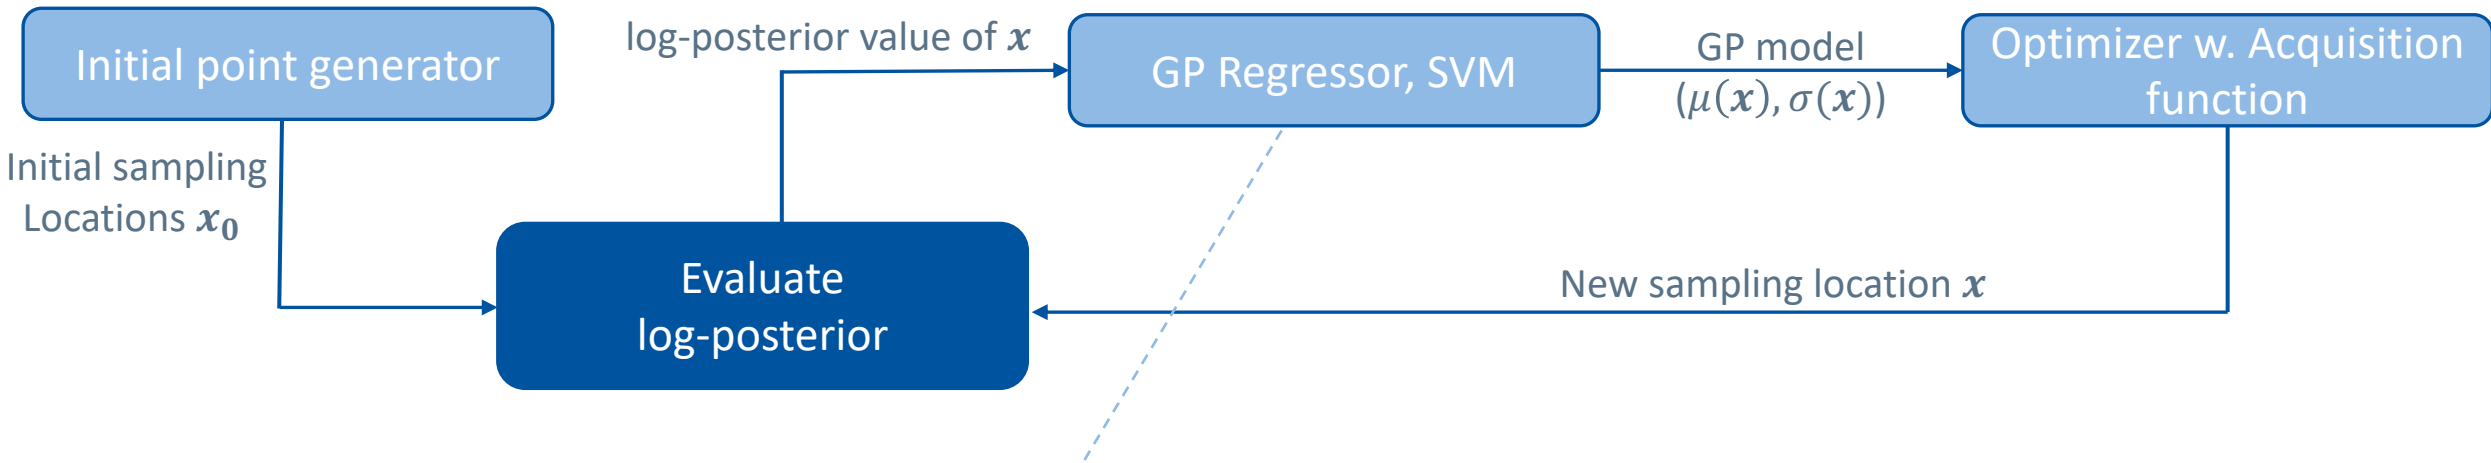 Initial point generator
Initial sampling
Locations x₀
Evaluate
log-posterior
log-posterior value of x
GP Regressor, SVM
GP model
(μ(x), σ(x))
Optimizer w. Acquisition
function
New sampling location x